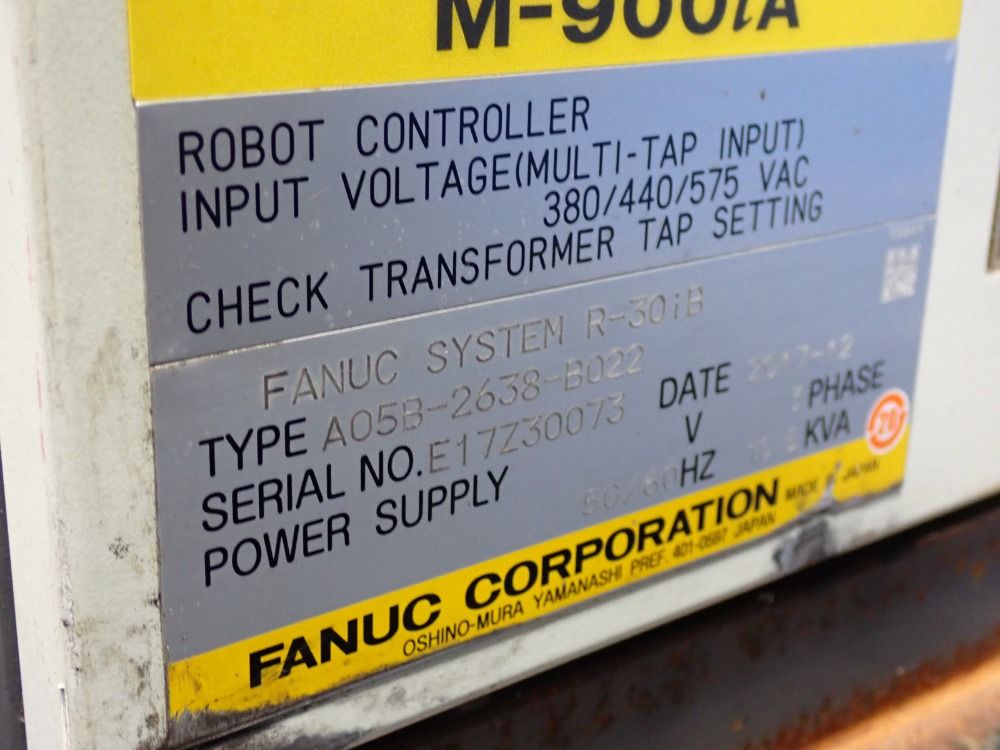 M-900iA
ROBOT CONTROLLER
INPUT VOLTAGE(MULTI-TAP INPUT)
380/440/575 VAC
CHECK TRANSFORMER TAP SETTING
FANUC SYSTEM R-30iB
TYPE A05B-2638-B022 DATE 2017-12
SERIAL NO. E17Z30073 V 3 PHASE
POWER SUPPLY 50/60HZ KVA
20
FANUC CORPORATION MADE IN JAPAN
OSHINO-MURA YAMANASHI PREF. 401-0597 JAPAN